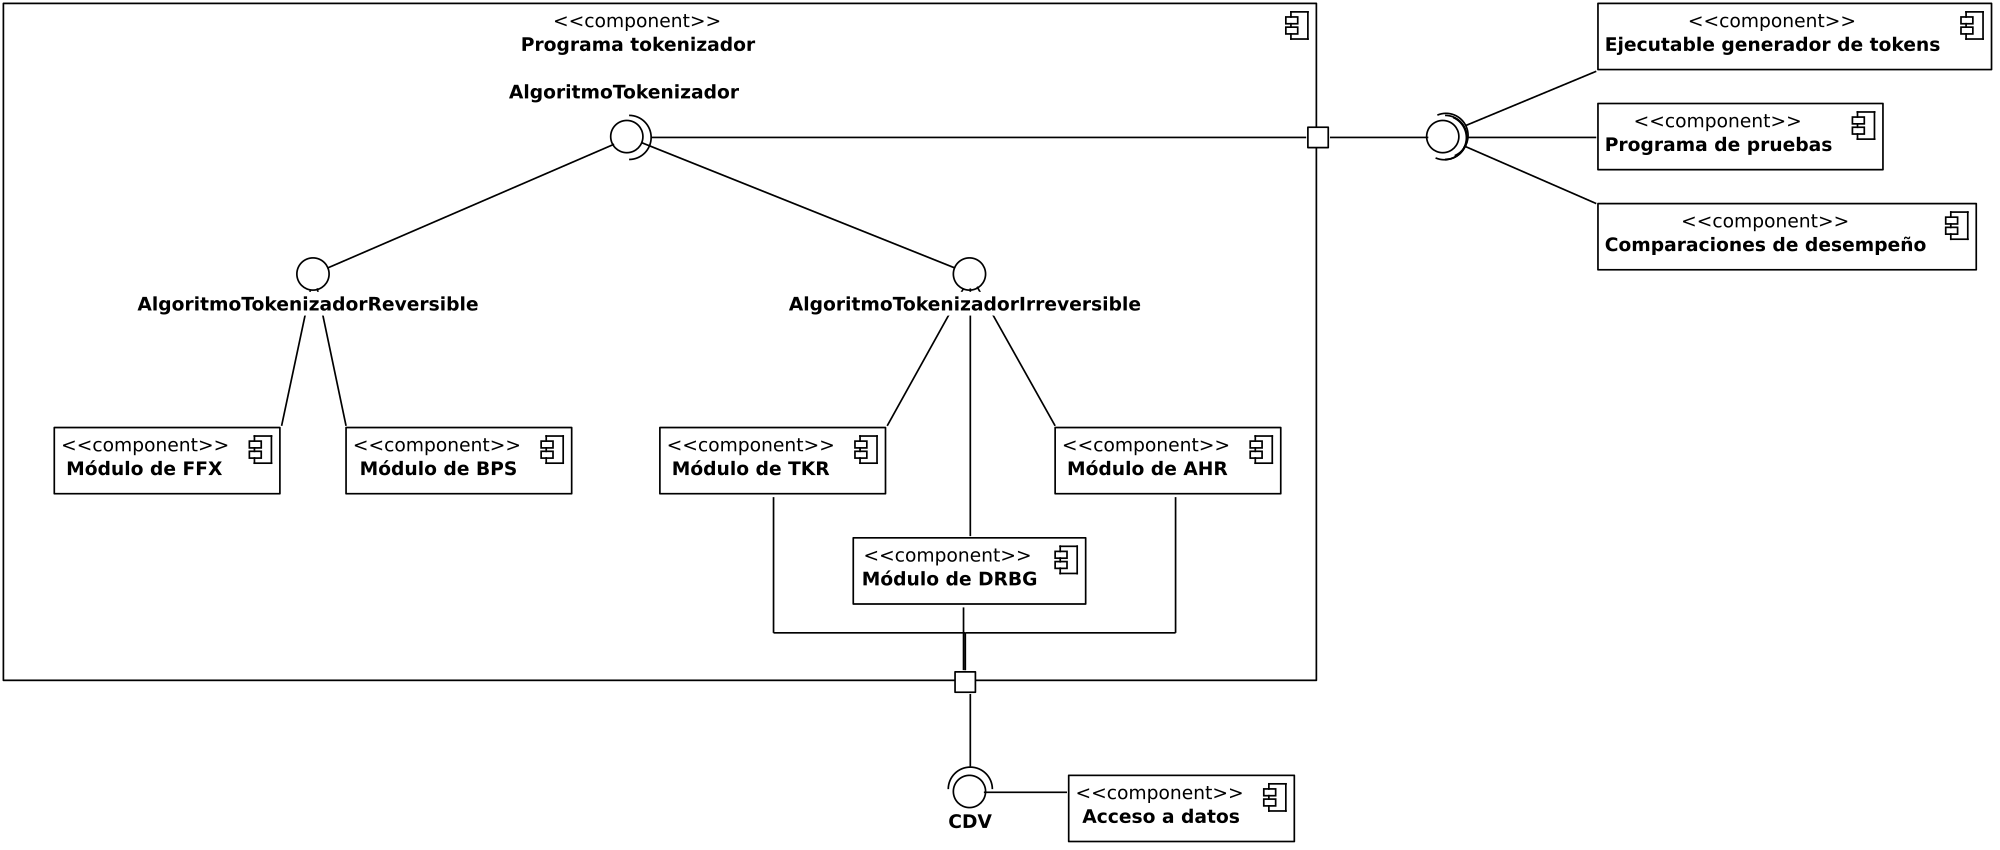 <<component>>
Programa tokenizador
AlgoritmoTokenizador
<<component>>
Ejecutable generador de tokens
<<component>>
Programa de pruebas
<<component>>
Comparaciones de desempeño
AlgoritmoTokenizadorReversible
AlgoritmoTokenizadorIrreversible
<<component>>
Módulo de FFX
<<component>>
Módulo de BPS
<<component>>
Módulo de TKR
<<component>>
Módulo de AHR
<<component>>
Módulo de DRBG
CDV
<<component>>
Acceso a datos